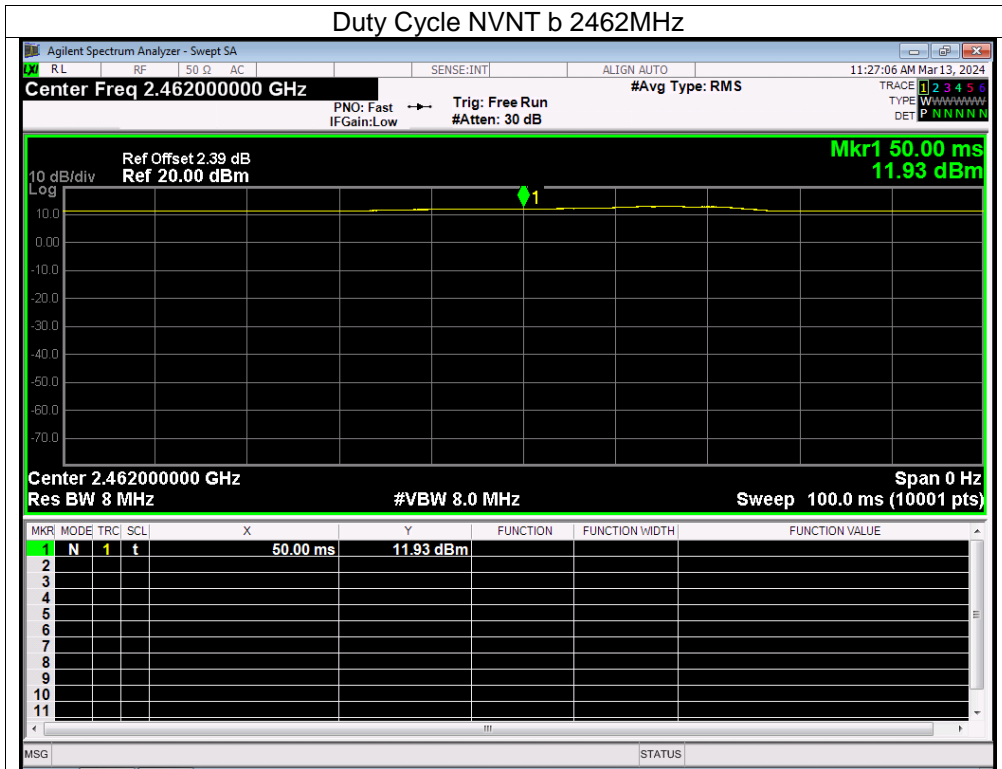 Duty Cycle NVNT b 2462MHz
Agilent Spectrum Analyzer - Swept SA
LXI RL RF 50 Ω AC SENSE:INT ALIGN AUTO 11:27:06 AM Mar 13, 2024
Center Freq 2.462000000 GHz #Avg Type: RMS TRACE 1 2 3 4 5 6
PNO: Fast Trig: Free Run TYPE WWWWWW
IFGain:Low #Atten: 30 dB DET P N N N N N
Mkr1 50.00 ms
Ref Offset 2.39 dB
10 dB/div Ref 20.00 dBm 11.93 dBm
Log
1
10.0
0.00
-10.0
-20.0
-30.0
-40.0
-50.0
-60.0
-70.0
Center 2.462000000 GHz Span 0 Hz
Res BW 8 MHz #VBW 8.0 MHz Sweep 100.0 ms (10001 pts)
MKR MODE TRC SCL X Y FUNCTION FUNCTION WIDTH FUNCTION VALUE
1 N 1 t 50.00 ms 11.93 dBm
2
3
4
5
6
7
8
9
10
11
MSG STATUS